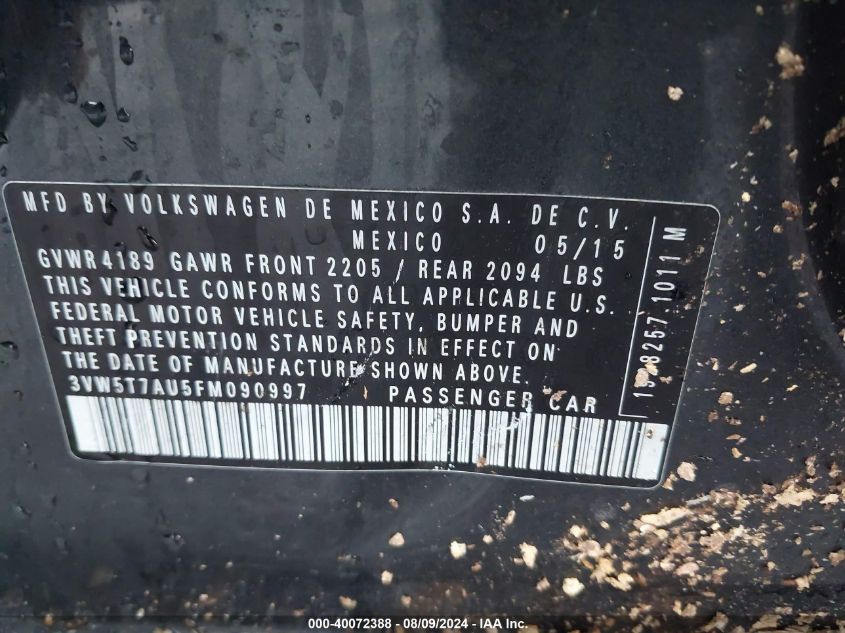 MFD BY VOLKSWAGEN DE MEXICO S.A. DE C.V.
MEXICO 05/15
GVWR 4189 GAWR FRONT 2205 / REAR 2094 LBS
THIS VEHICLE CONFORMS TO ALL APPLICABLE U.S.
FEDERAL MOTOR VEHICLE SAFETY, BUMPER AND
THEFT PREVENTION STANDARDS IN EFFECT ON
THE DATE OF MANUFACTURE SHOWN ABOVE.
3VW5T7AU5FM090997 PASSENGER CAR
1011 M
000-40072388 - 08/09/2024 - IAA Inc.